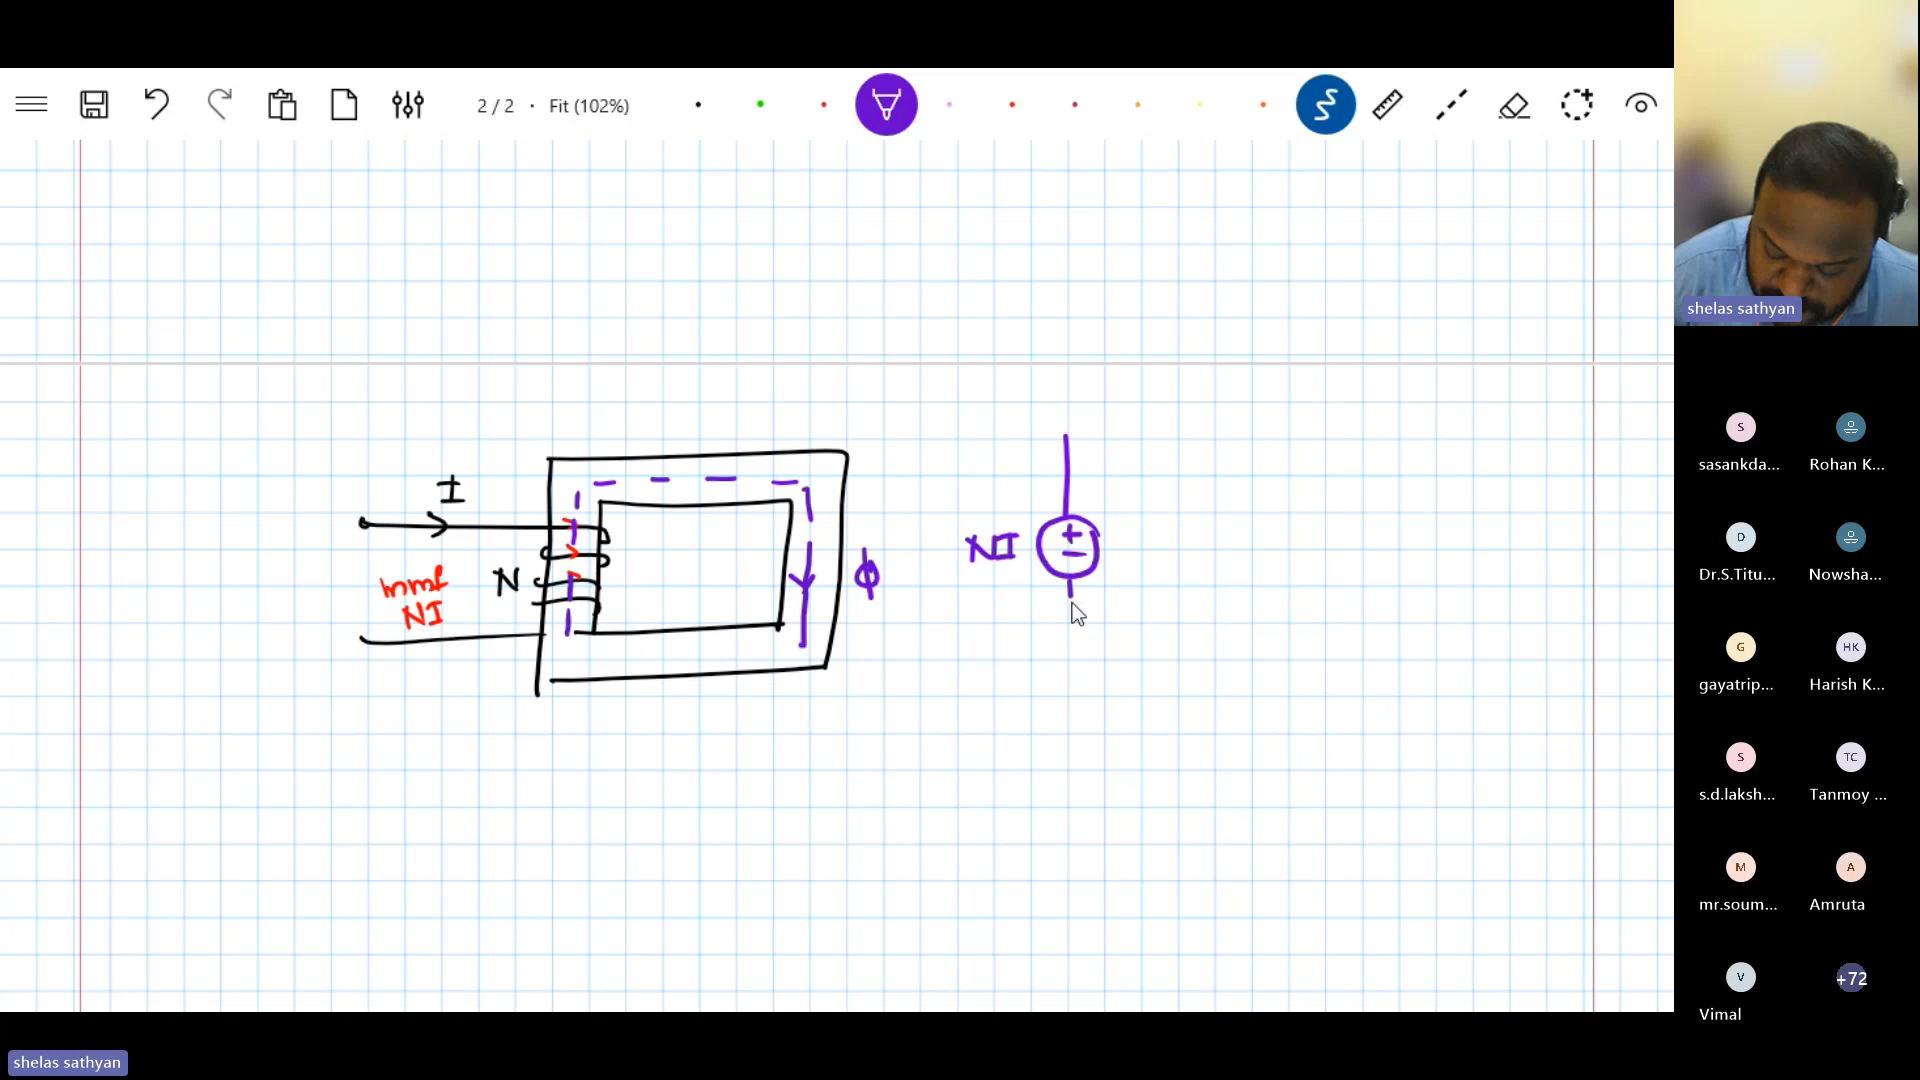 2 / 2 · Fit (102%)
I
N
mmf
NI
Φ
NI
+
−
shelas sathyan
S
sasankda...
Rohan K...
D
Dr.S.Titu...
Nowsha...
G
gayatrip...
HK
Harish K...
S
s.d.laksh...
TC
Tanmoy ...
M
mr.soum...
A
Amruta
V
Vimal
+72
shelas sathyan